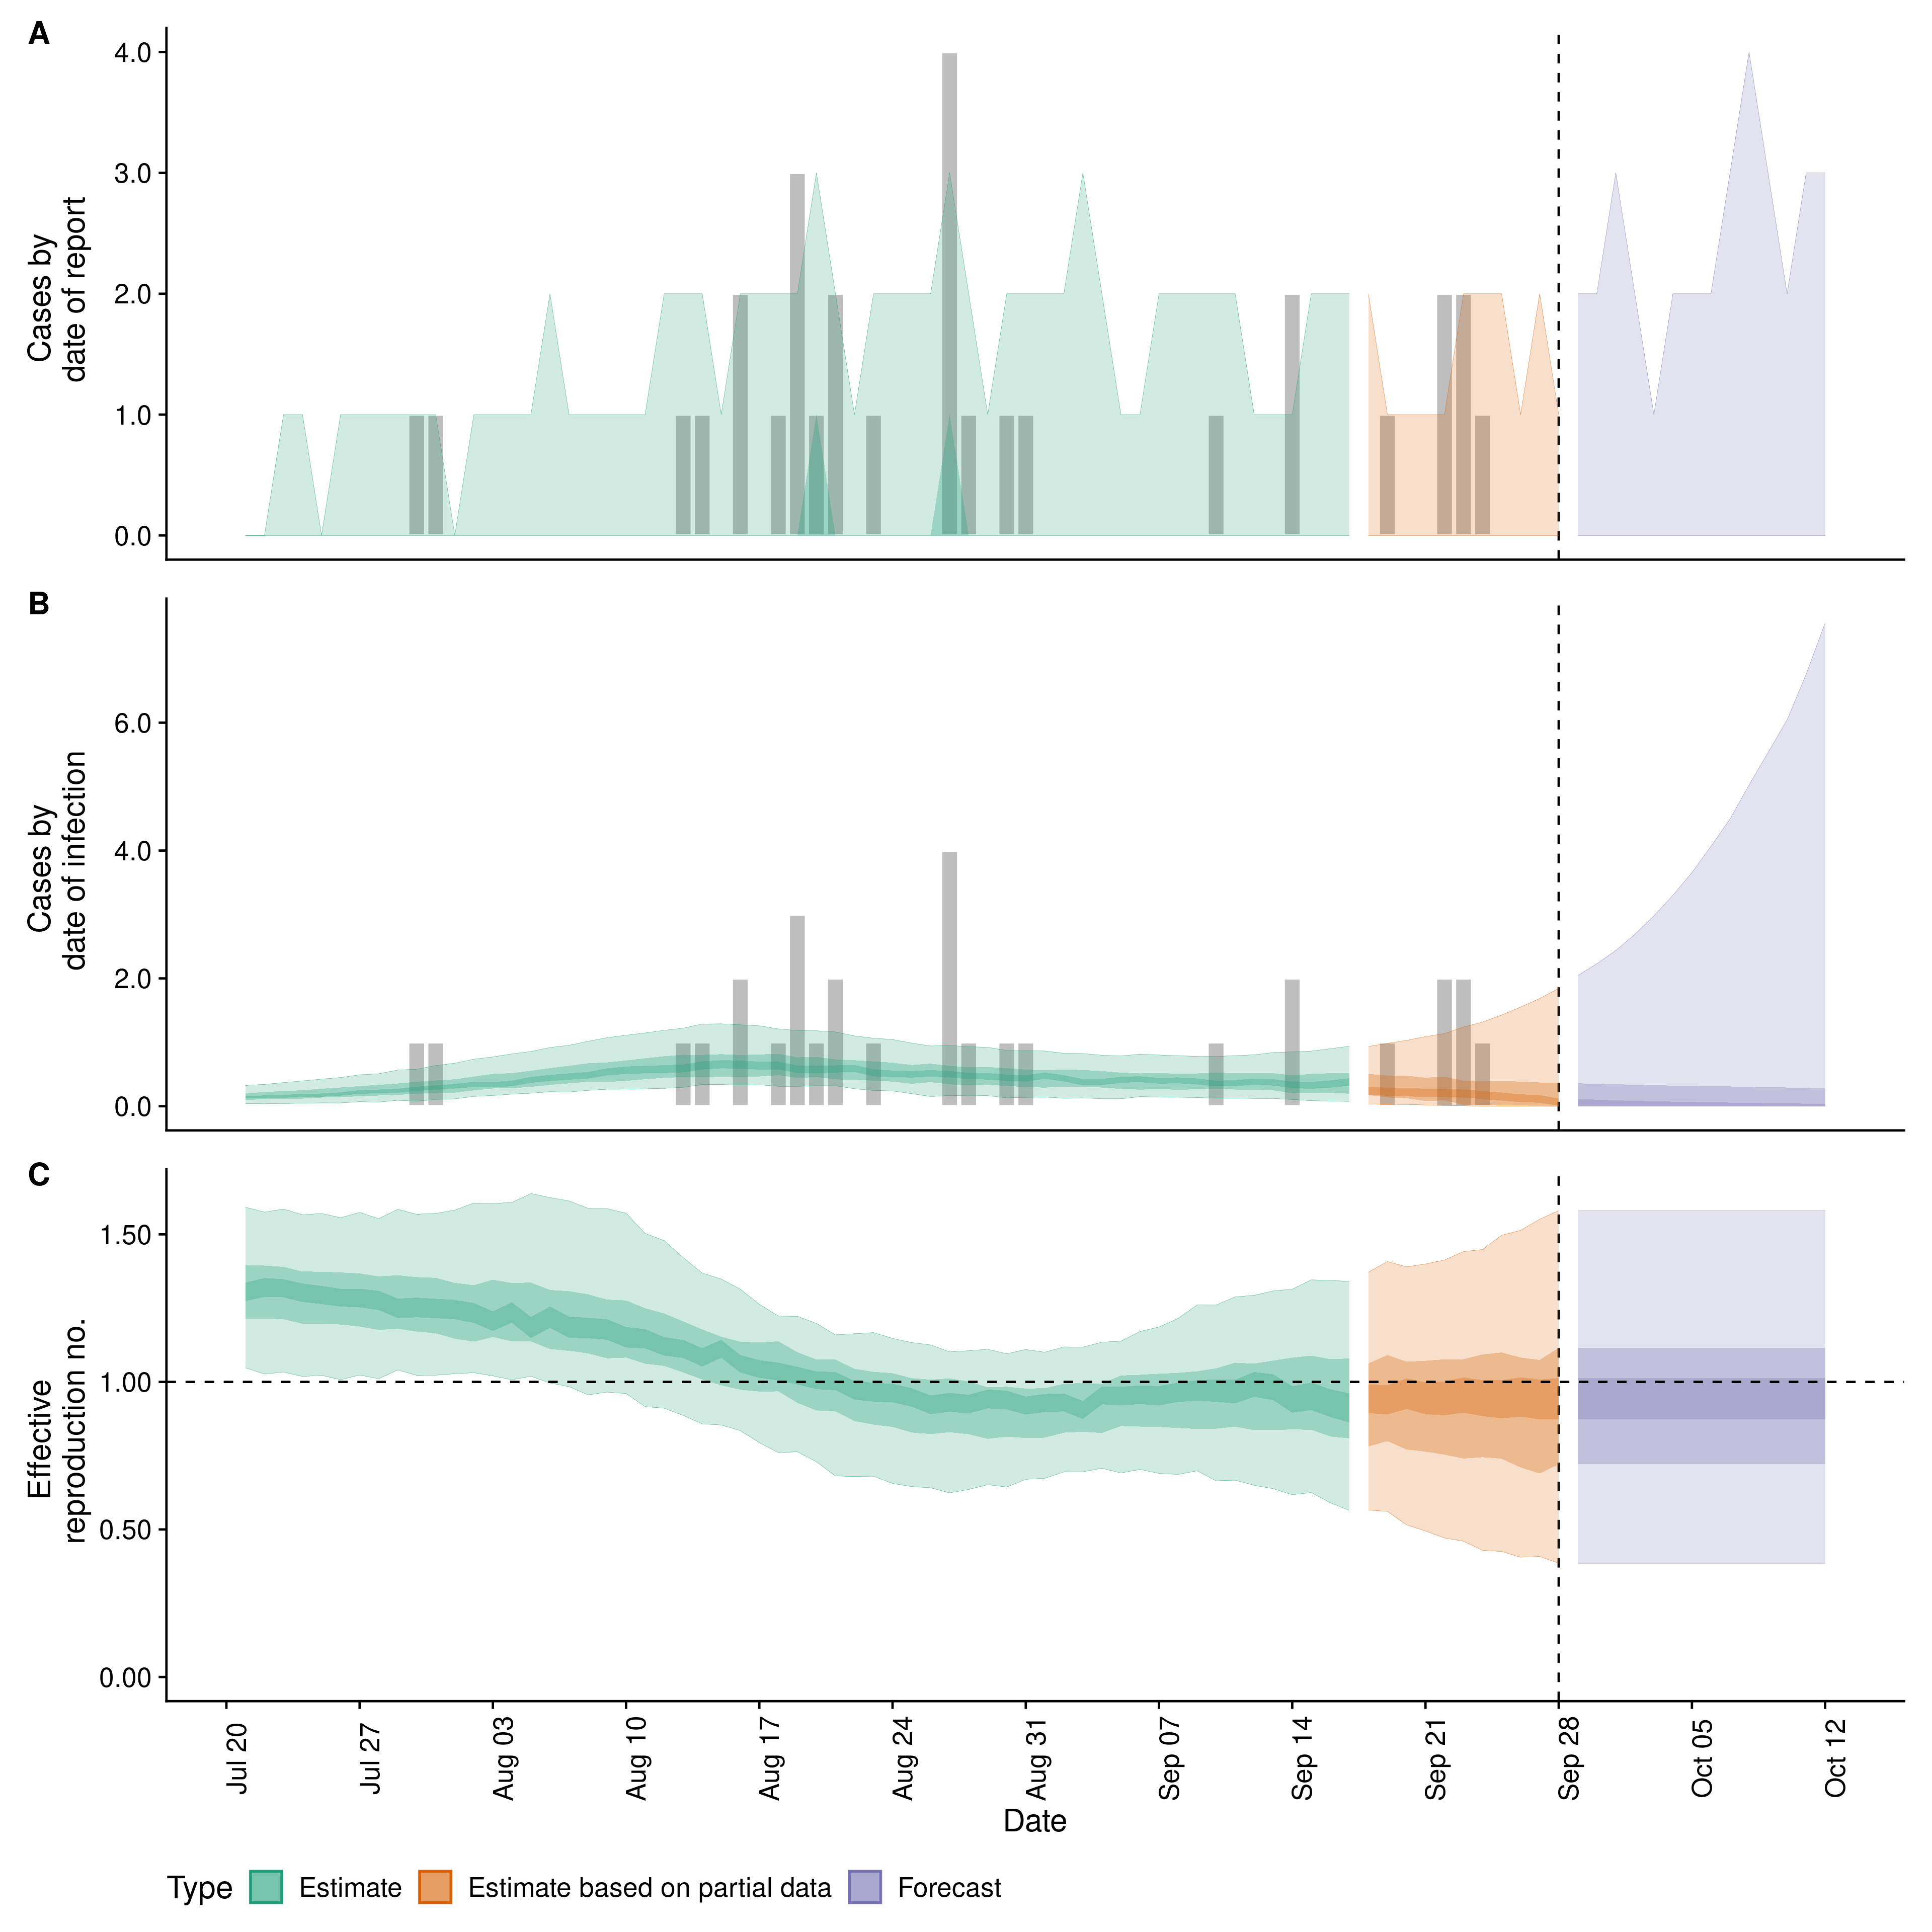 A
Cases by
date of report
4.0
3.0
2.0
1.0
0.0
B
Cases by
date of infection
6.0
4.0
2.0
0.0
C
Effective
reproduction no.
1.50
1.00
0.50
0.00
Jul 20
Jul 27
Aug 03
Aug 10
Aug 17
Aug 24
Aug 31
Sep 07
Sep 14
Sep 21
Sep 28
Oct 05
Oct 12
Date
Type Estimate Estimate based on partial data Forecast